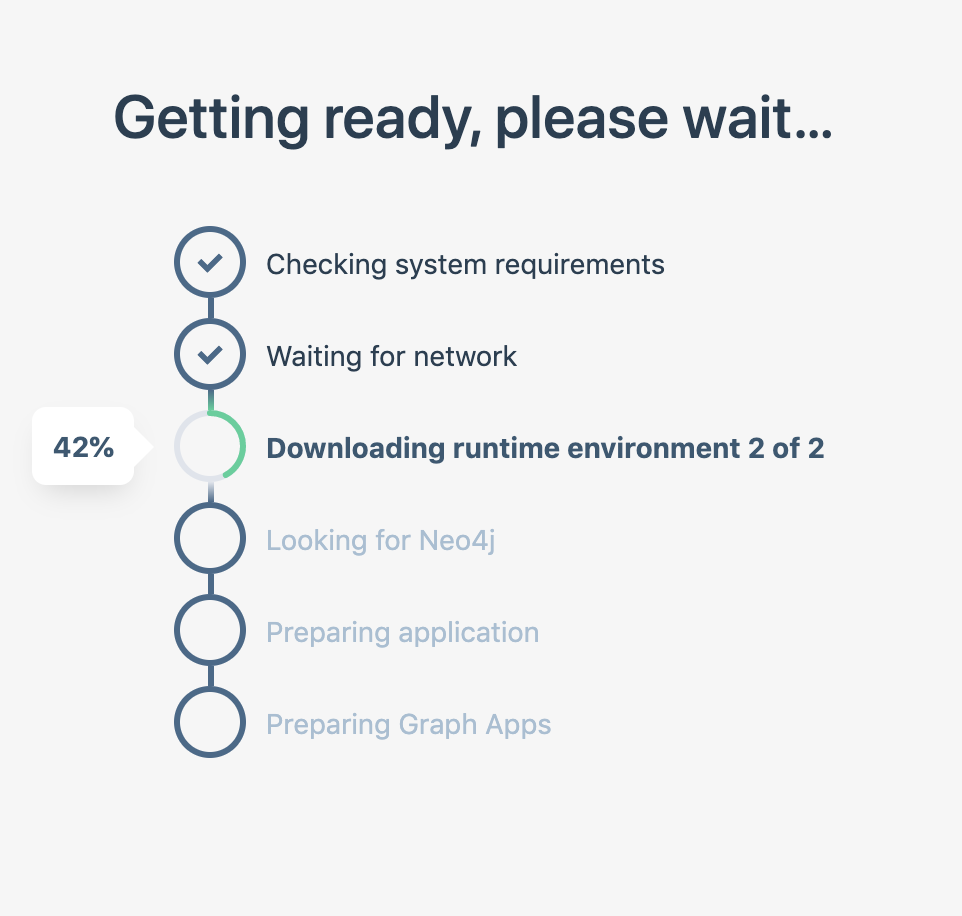 Getting ready, please wait...
Checking system requirements
Waiting for network
42%
Downloading runtime environment 2 of 2
Looking for Neo4j
Preparing application
Preparing Graph Apps